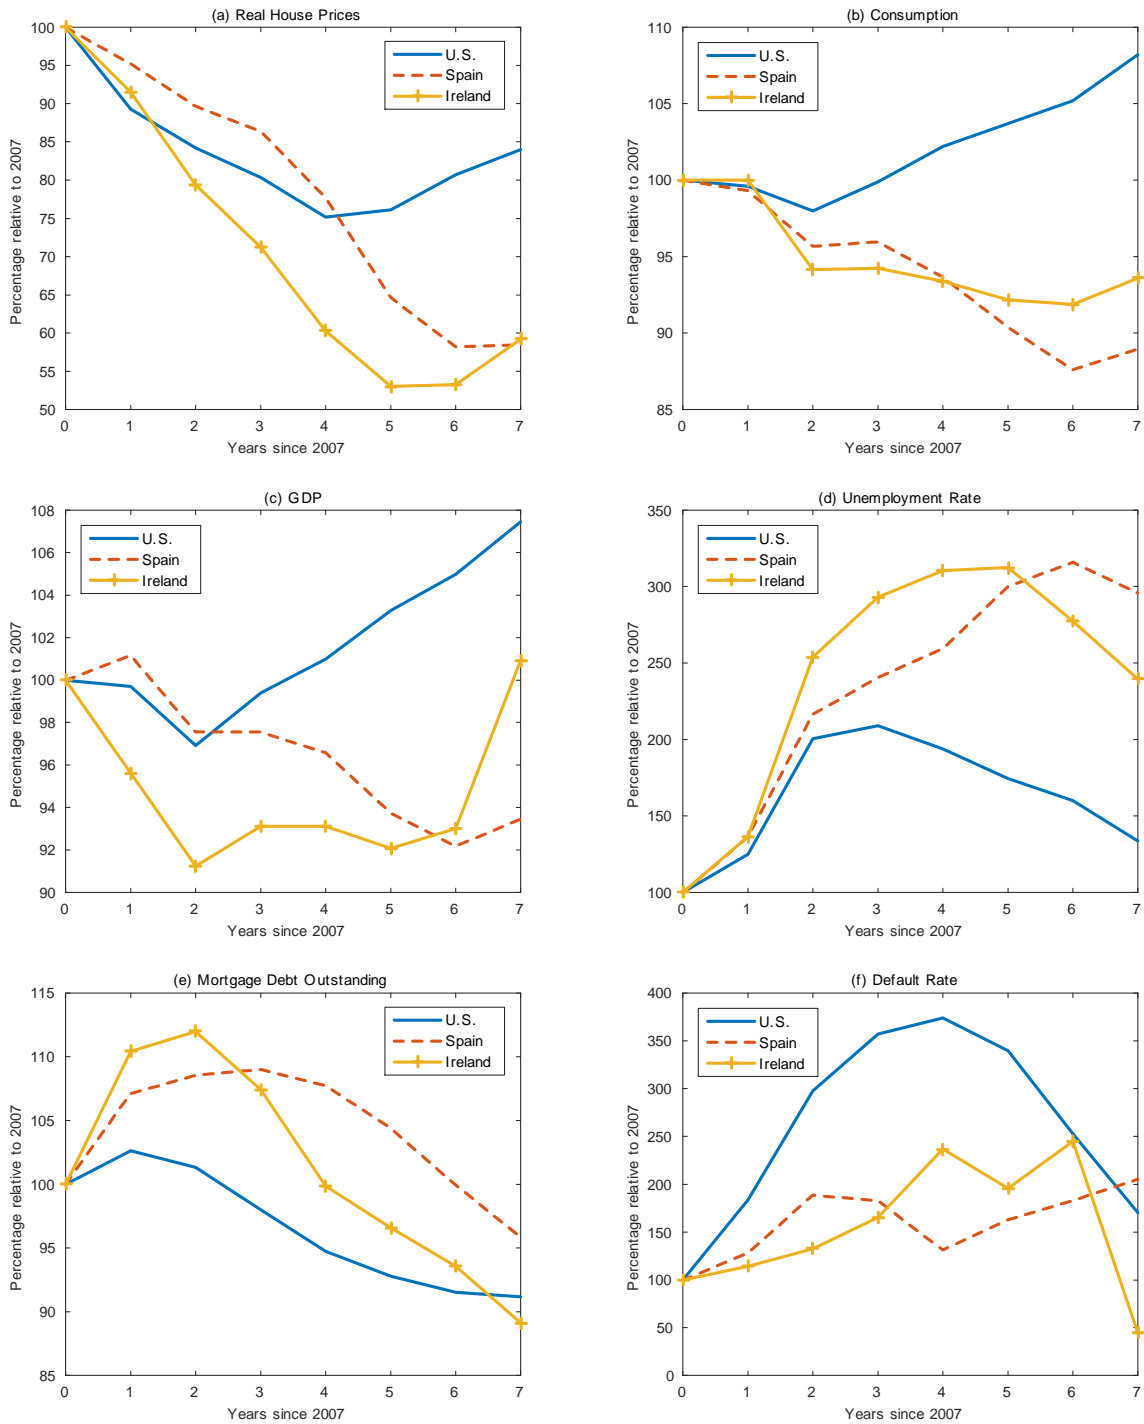 (a) Real House Prices
Percentage relative to 2007
100
95
90
85
80
75
70
65
60
55
50
0 1 2 3 4 5 6 7
Years since 2007
U.S.
Spain
Ireland
(b) Consumption
Percentage relative to 2007
110
105
100
95
90
85
0 1 2 3 4 5 6 7
Years since 2007
U.S.
Spain
Ireland
(c) GDP
Percentage relative to 2007
108
106
104
102
100
98
96
94
92
90
0 1 2 3 4 5 6 7
Years since 2007
U.S.
Spain
Ireland
(d) Unemployment Rate
Percentage relative to 2007
350
300
250
200
150
100
0 1 2 3 4 5 6 7
Years since 2007
U.S.
Spain
Ireland
(e) Mortgage Debt Outstanding
Percentage relative to 2007
115
110
105
100
95
90
85
0 1 2 3 4 5 6 7
Years since 2007
U.S.
Spain
Ireland
(f) Default Rate
Percentage relative to 2007
400
350
300
250
200
150
100
50
0
0 1 2 3 4 5 6 7
Years since 2007
U.S.
Spain
Ireland